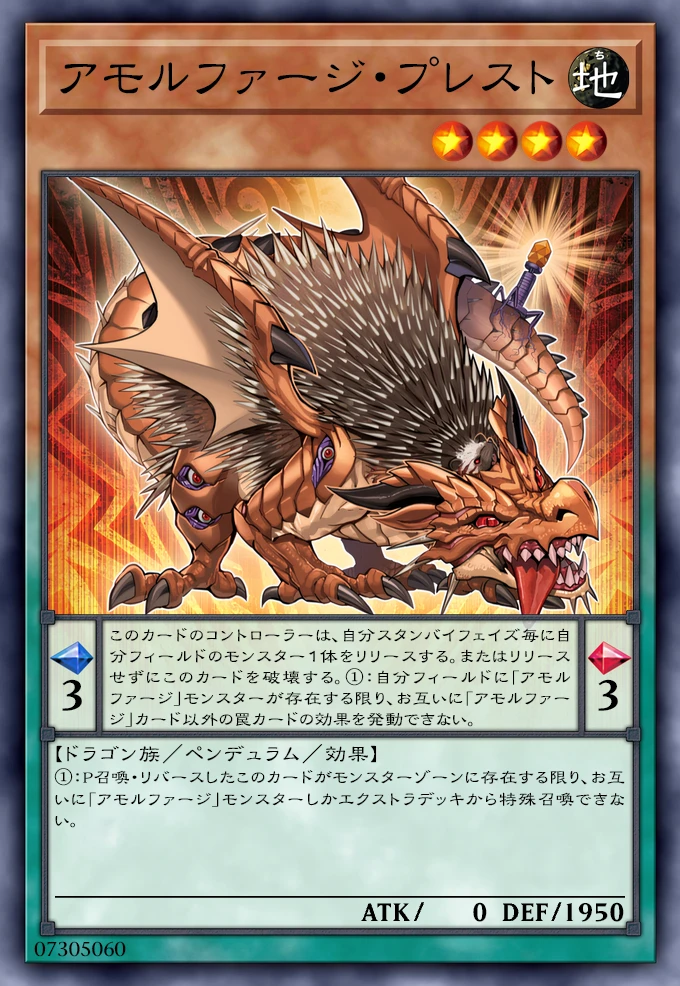 アモルファージ・プレスト
ち
地
このカードのコントローラーは、自分スタンバイフェイズ毎に自
分フィールドのモンスター1体をリリースする。またはリリース
せずにこのカードを破壊する。①:自分フィールドに「アモル
ファージ」モンスターが存在する限り、お互いに「アモルファー
ジ」カード以外の罠カードの効果を発動できない。
3
3
【ドラゴン族/ペンデュラム/効果】
①:P召喚・リバースしたこのカードがモンスターゾーンに存在する限り、お互
いに「アモルファージ」モンスターしかエクストラデッキから特殊召喚できな
い。
ATK/ 0 DEF/1950
07305060